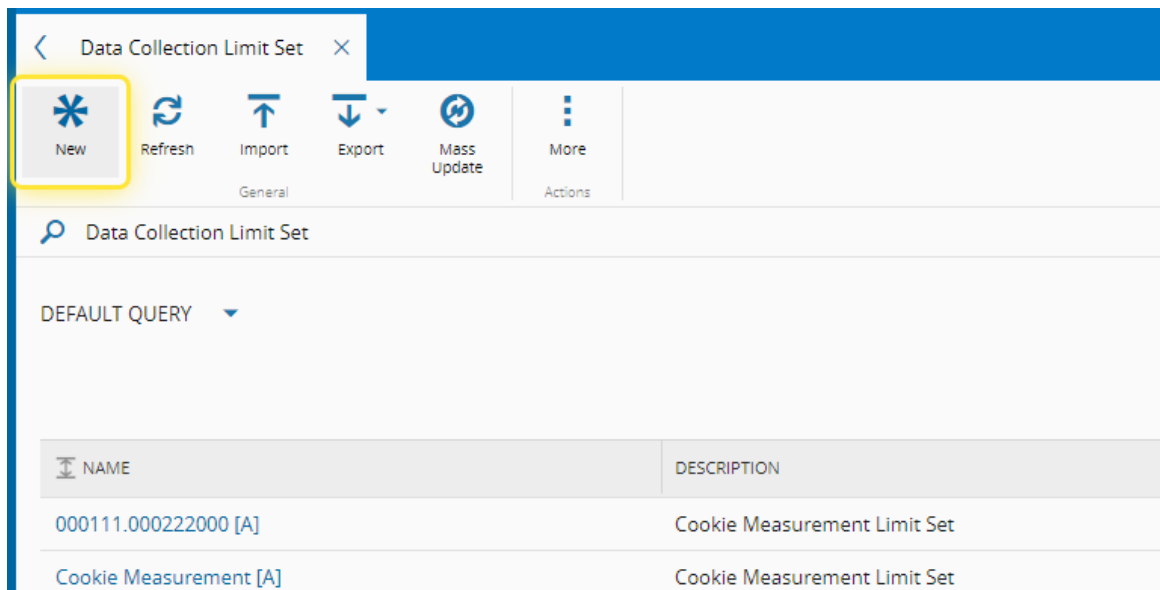 Data Collection Limit Set
New
Refresh
Import
Export
Mass
Update
More
General
Actions
Data Collection Limit Set
DEFAULT QUERY
NAME
DESCRIPTION
000111.000222000 [A]
Cookie Measurement Limit Set
Cookie Measurement [A]
Cookie Measurement Limit Set